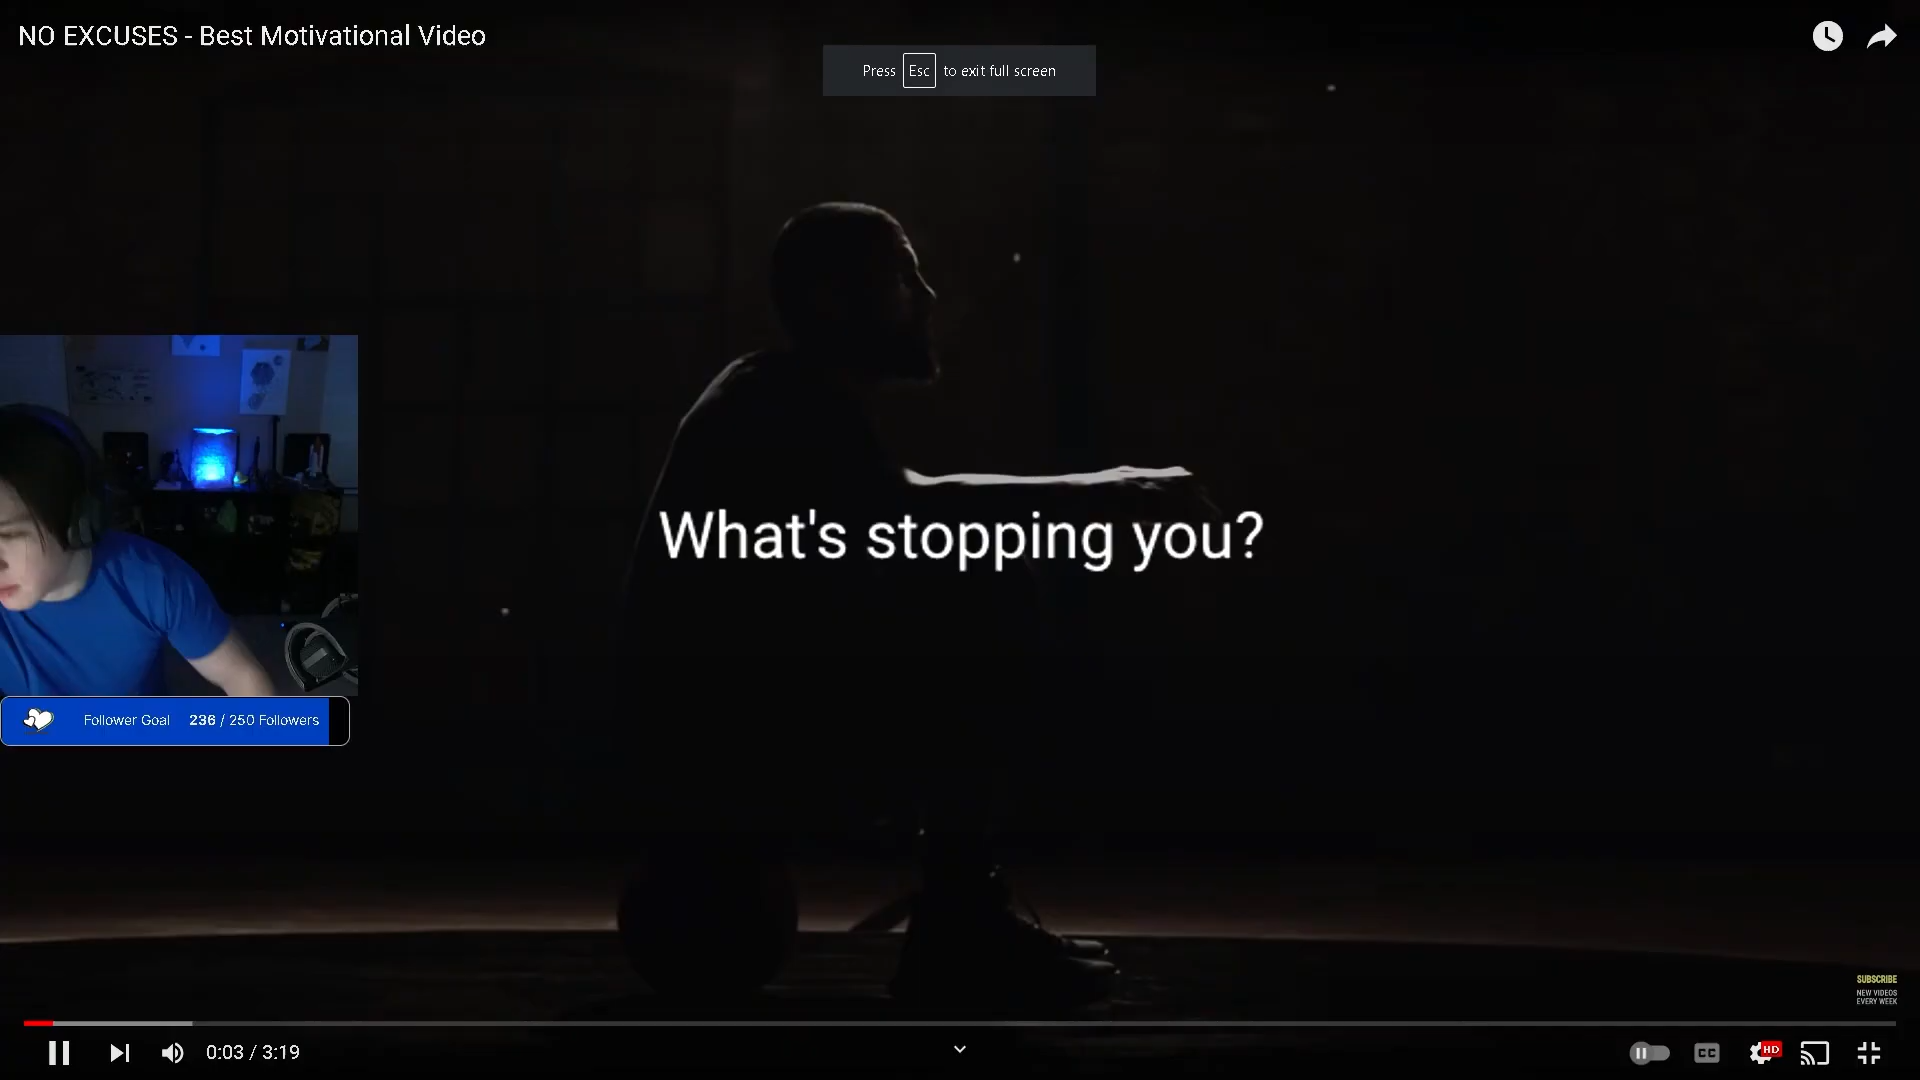 NO EXCUSES - Best Motivational Video
Press Esc to exit full screen
What's stopping you?
Follower Goal 236 / 250 Followers
SUBSCRIBE
NEW VIDEOS
EVERY WEEK
0:03 / 3:19
CC
HD